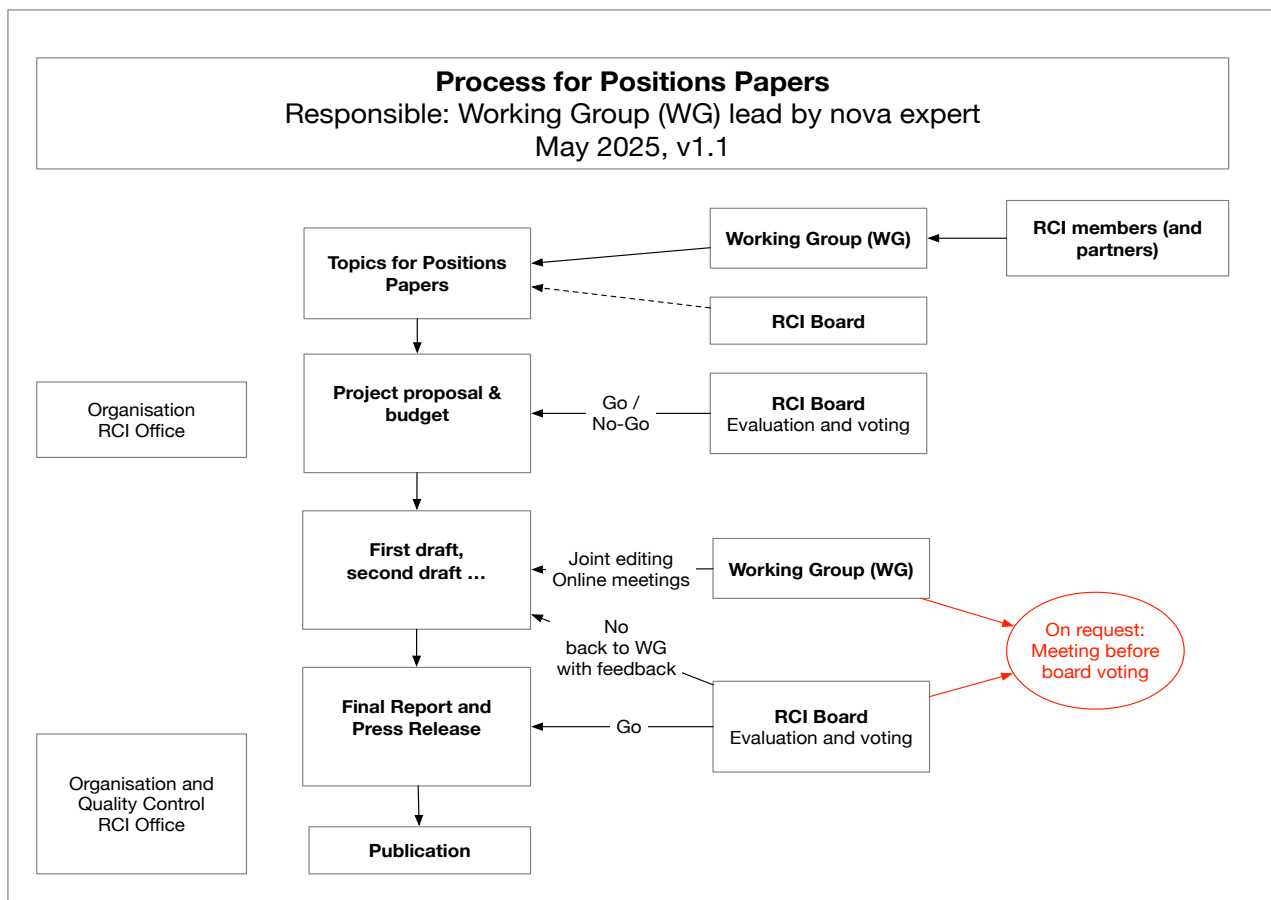 Process for Positions Papers
Responsible: Working Group (WG) lead by nova expert
May 2025, v1.1
Topics for Positions
Papers
Working Group (WG)
RCI members (and
partners)
RCI Board
Organisation
RCI Office
Project proposal &
budget
Go /
No-Go
RCI Board
Evaluation and voting
First draft,
second draft …
Joint editing
Online meetings
Working Group (WG)
No
back to WG
with feedback
On request:
Meeting before
board voting
Final Report and
Press Release
Go
RCI Board
Evaluation and voting
Organisation and
Quality Control
RCI Office
Publication